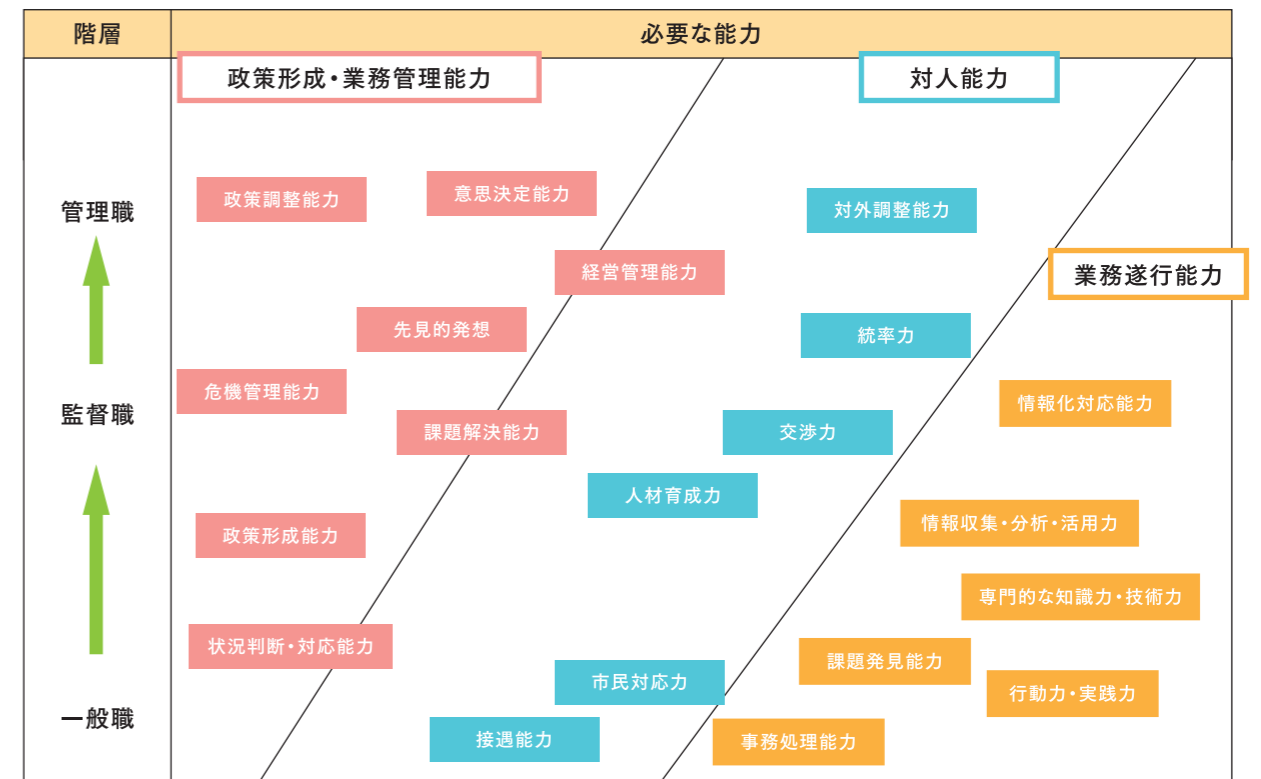 階層
必要な能力
政策形成・業務管理能力
対人能力
管理職
政策調整能力
意思決定能力
対外調整能力
経営管理能力
業務遂行能力
先見的発想
統率力
危機管理能力
監督職
課題解決能力
交渉力
情報化対応能力
人材育成力
政策形成能力
情報収集・分析・活用力
専門的な知識力・技術力
状況判断・対応能力
課題発見能力
市民対応力
行動力・実践力
一般職
接遇能力
事務処理能力